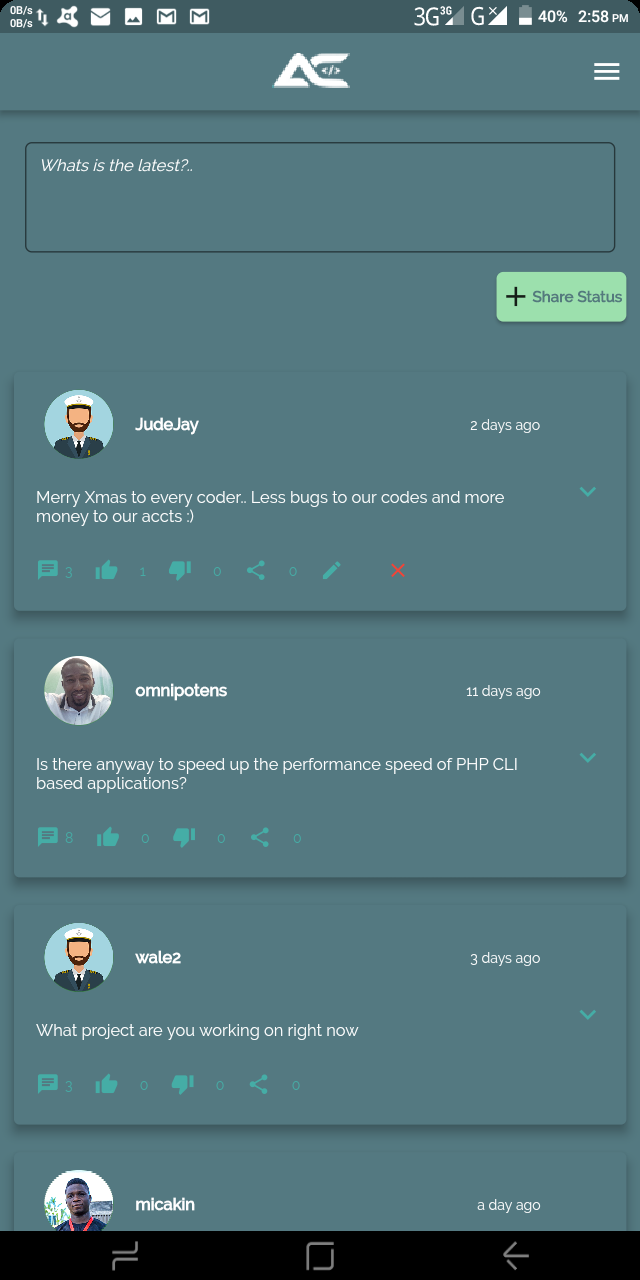 0B/s
0B/s
3G 3G G 40% 2:58 PM
AC </>
Whats is the latest?..
+ Share Status
JudeJay 2 days ago
Merry Xmas to every coder.. Less bugs to our codes and more
money to our accts :)
3 1 0 0
omnipotens 11 days ago
Is there anyway to speed up the performance speed of PHP CLI
based applications?
8 0 0 0
wale2 3 days ago
What project are you working on right now
3 0 0 0
micakin a day ago